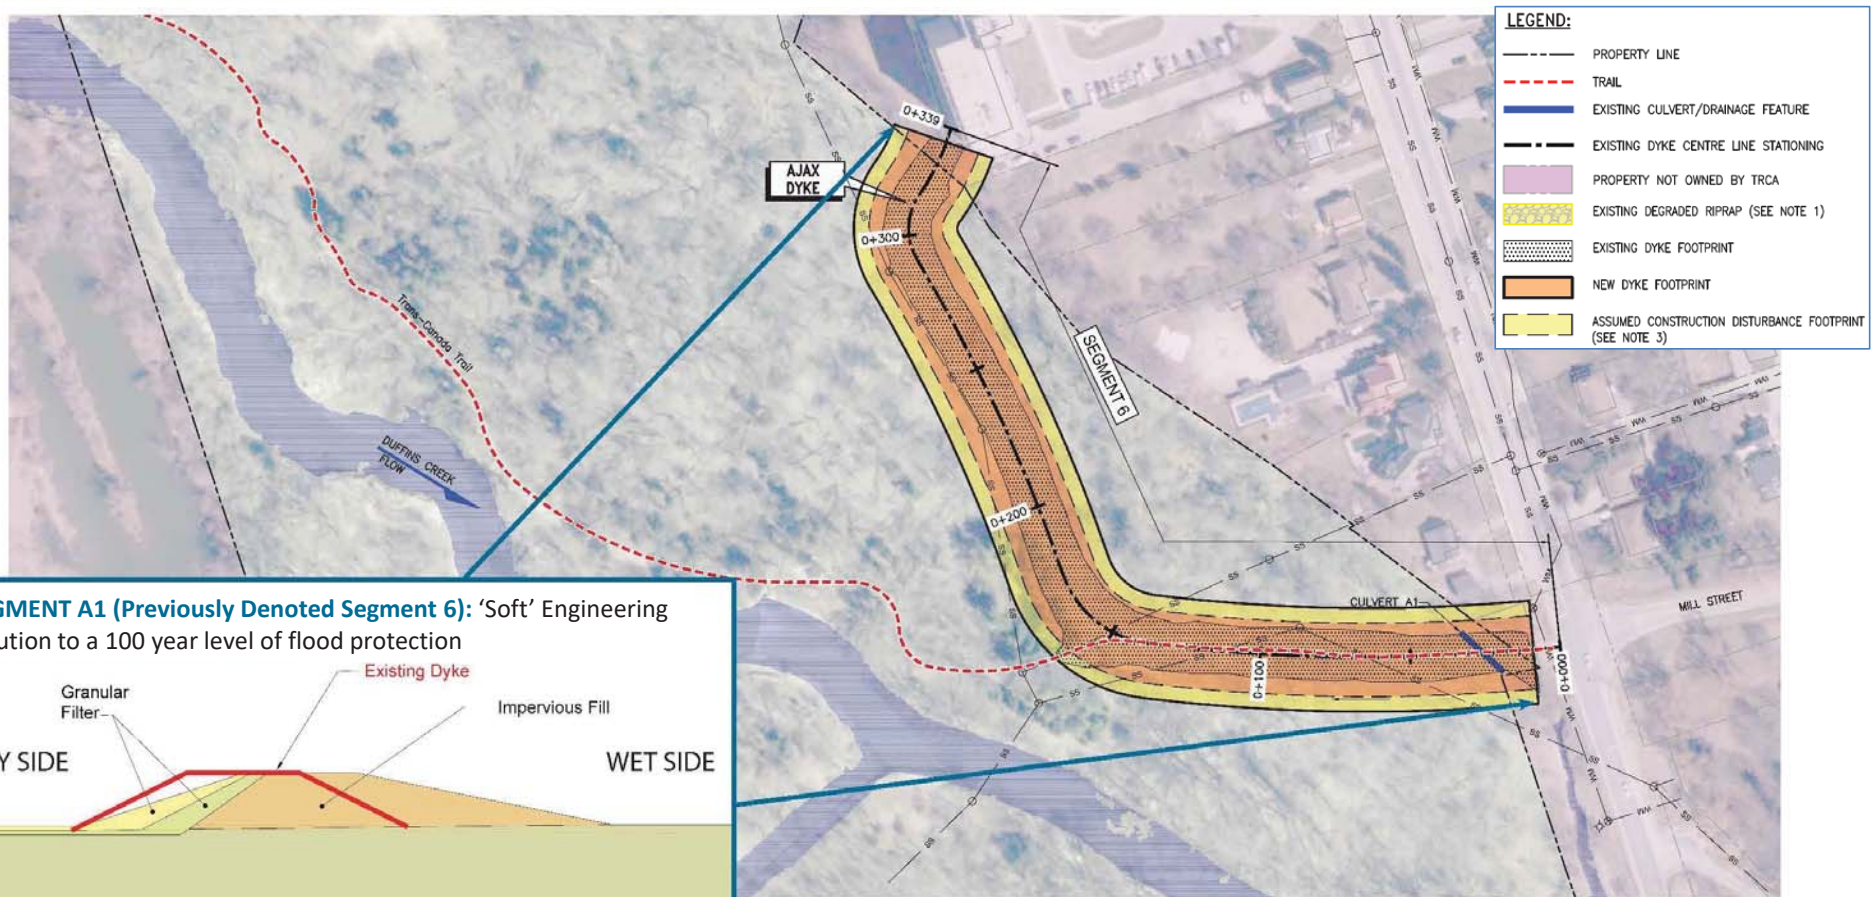 LEGEND:
PROPERTY LINE
TRAIL
EXISTING CULVERT/DRAINAGE FEATURE
EXISTING DYKE CENTRE LINE STATIONING
PROPERTY NOT OWNED BY TRCA
EXISTING DEGRADED RIPRAP (SEE NOTE 1)
EXISTING DYKE FOOTPRINT
NEW DYKE FOOTPRINT
ASSUMED CONSTRUCTION DISTURBANCE FOOTPRINT
(SEE NOTE 3)
0+339
AJAX
DYKE
0+300
Trans-Canada Trail
SEGMENT 6
DUFFINS CREEK
FLOW
0+200
CULVERT A1
MILL STREET
0+100
0+000
SS
WM
GMENT A1 (Previously Denoted Segment 6): ‘Soft’ Engineering
ution to a 100 year level of flood protection
Existing Dyke
Granular
Filter
Impervious Fill
Y SIDE
WET SIDE